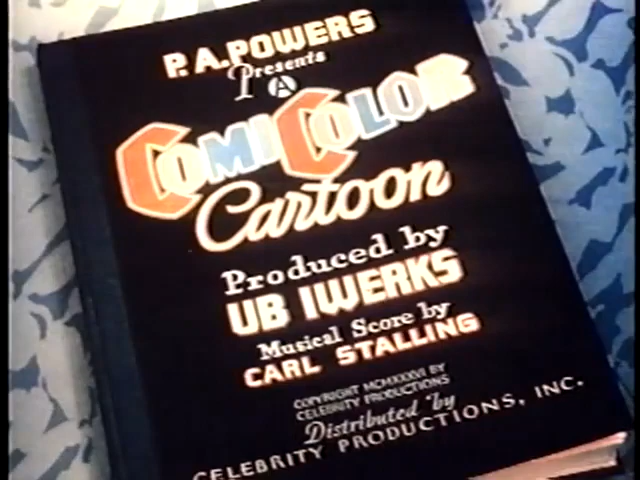 P. A. POWERS
Presents
A
COMICOLOR
Cartoon
Produced by
UB IWERKS
Musical Score by
CARL STALLING
COPYRIGHT MCMXXXVI BY
CELEBRITY PRODUCTIONS
Distributed by
CELEBRITY PRODUCTIONS, INC.